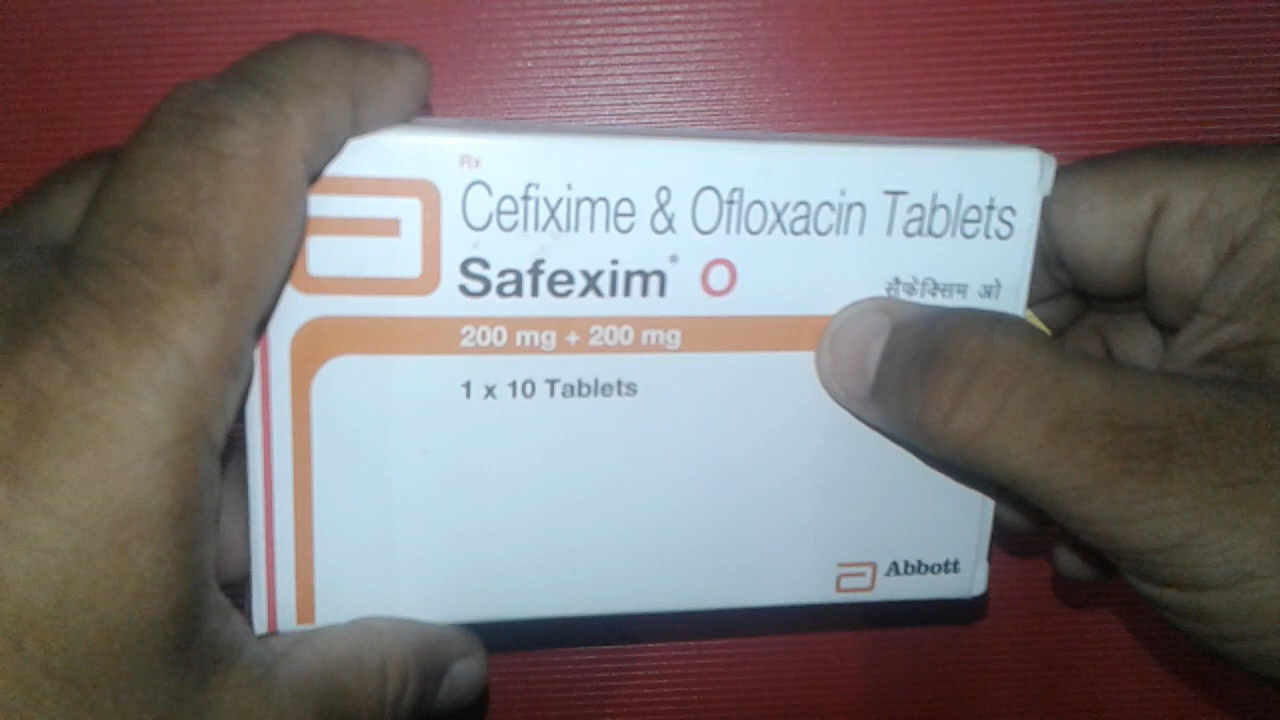 Rx
Cefixime & Ofloxacin Tablets
Safexim* O
सैफेक्सिम ओ
200 mg + 200 mg
1 x 10 Tablets
Abbott